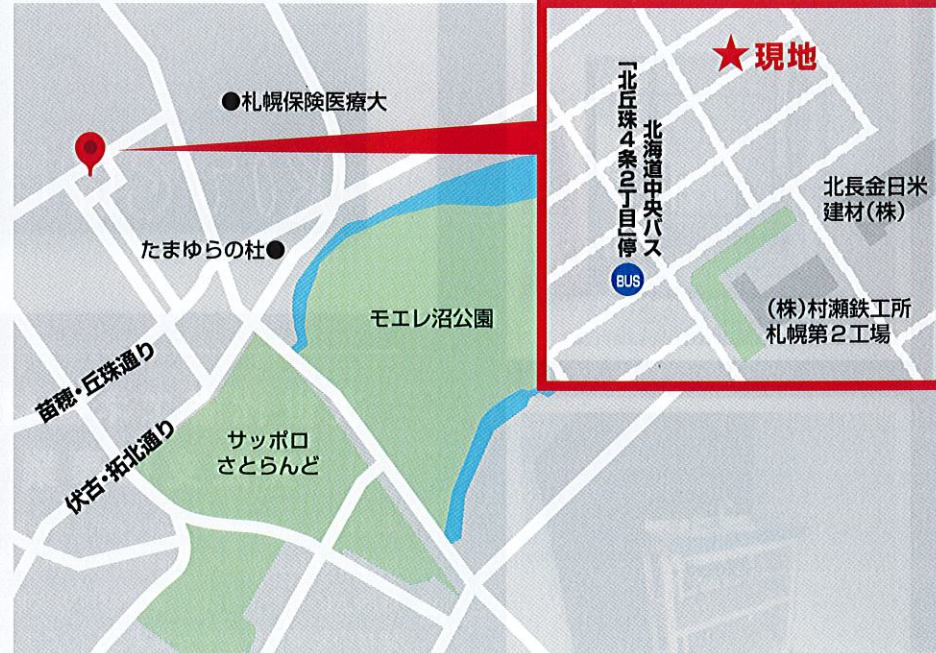 ●札幌保険医療大
たまゆらの杜●
モエレ沼公園
苗穂・丘珠通り
伏古・拓北通り
サッポロ
さとらんど
★現地
北海道中央バス
「北丘珠4条2丁目」停
BUS
北長金日米
建材(株)
(株)村瀬鉄工所
札幌第2工場